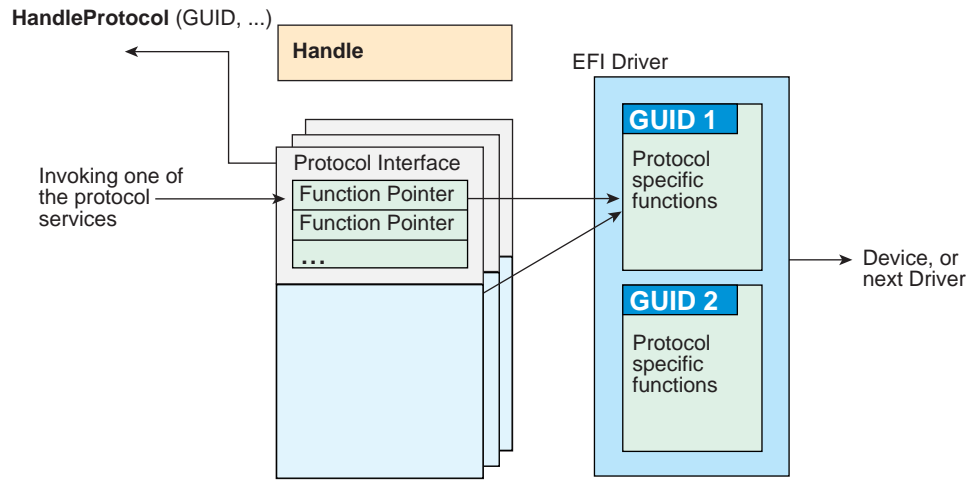 HandleProtocol (GUID, ...)
Handle
EFI Driver
GUID 1
Protocol
specific
functions
Protocol Interface
Function Pointer
Function Pointer
...
Invoking one of
the protocol
services
Device, or
next Driver
GUID 2
Protocol
specific
functions